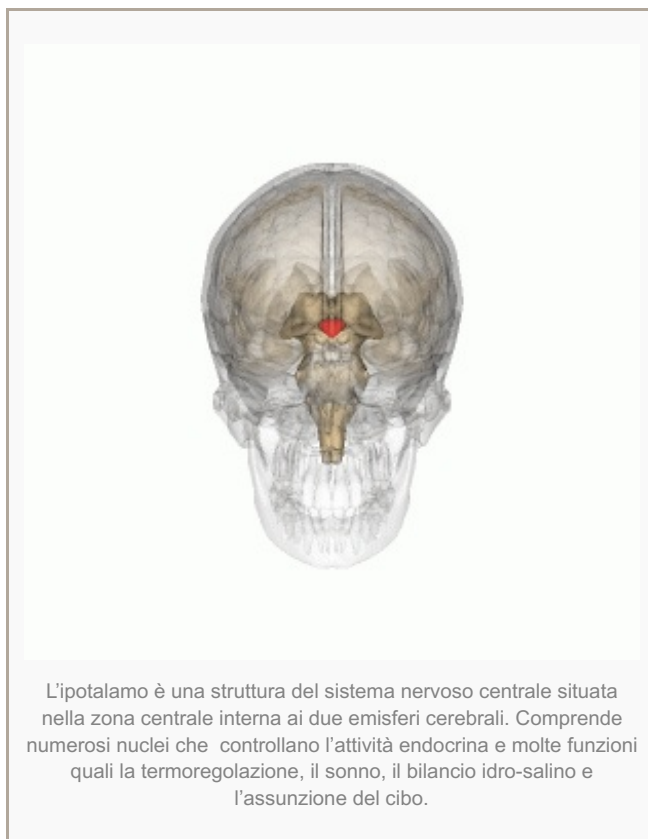 L’ipotalamo è una struttura del sistema nervoso centrale situata
nella zona centrale interna ai due emisferi cerebrali. Comprende
numerosi nuclei che  controllano l’attività endocrina e molte funzioni
quali la termoregolazione, il sonno, il bilancio idro-salino e
l’assunzione del cibo.